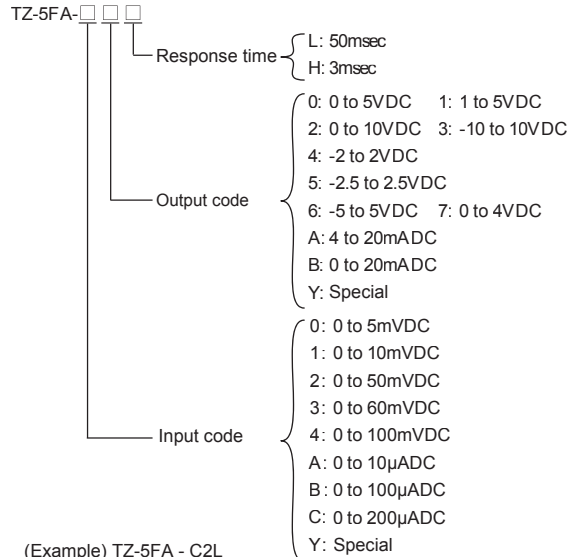 TZ-5FA-□ □ □
Response time
L: 50msec
H: 3msec
Output code
0: 0 to 5VDC 1: 1 to 5VDC
2: 0 to 10VDC 3: -10 to 10VDC
4: -2 to 2VDC
5: -2.5 to 2.5VDC
6: -5 to 5VDC 7: 0 to 4VDC
A: 4 to 20mADC
B: 0 to 20mADC
Y: Special
Input code
0: 0 to 5mVDC
1: 0 to 10mVDC
2: 0 to 50mVDC
3: 0 to 60mVDC
4: 0 to 100mVDC
A: 0 to 10µADC
B: 0 to 100µADC
C: 0 to 200µADC
Y: Special
(Example) TZ-5FA - C2L